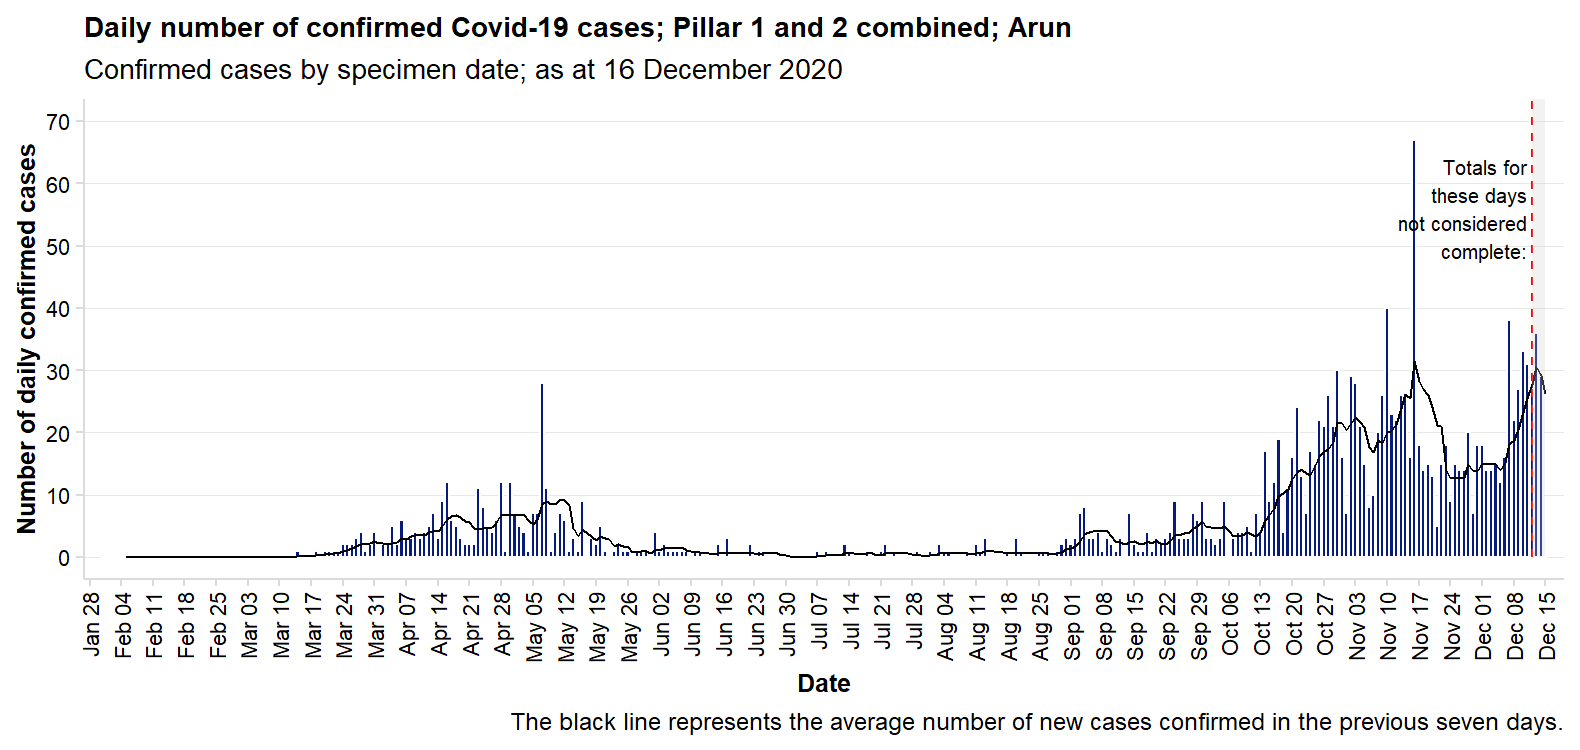 Daily number of confirmed Covid-19 cases; Pillar 1 and 2 combined; Arun
Confirmed cases by specimen date; as at 16 December 2020
Number of daily confirmed cases
70
60
50
40
30
20
10
0
Totals for
these days
not considered
complete:
Jan 28
Feb 04
Feb 11
Feb 18
Feb 25
Mar 03
Mar 10
Mar 17
Mar 24
Mar 31
Apr 07
Apr 14
Apr 21
Apr 28
May 05
May 12
May 19
May 26
Jun 02
Jun 09
Jun 16
Jun 23
Jun 30
Jul 07
Jul 14
Jul 21
Jul 28
Aug 04
Aug 11
Aug 18
Aug 25
Sep 01
Sep 08
Sep 15
Sep 22
Sep 29
Oct 06
Oct 13
Oct 20
Oct 27
Nov 03
Nov 10
Nov 17
Nov 24
Dec 01
Dec 08
Dec 15
Date
The black line represents the average number of new cases confirmed in the previous seven days.